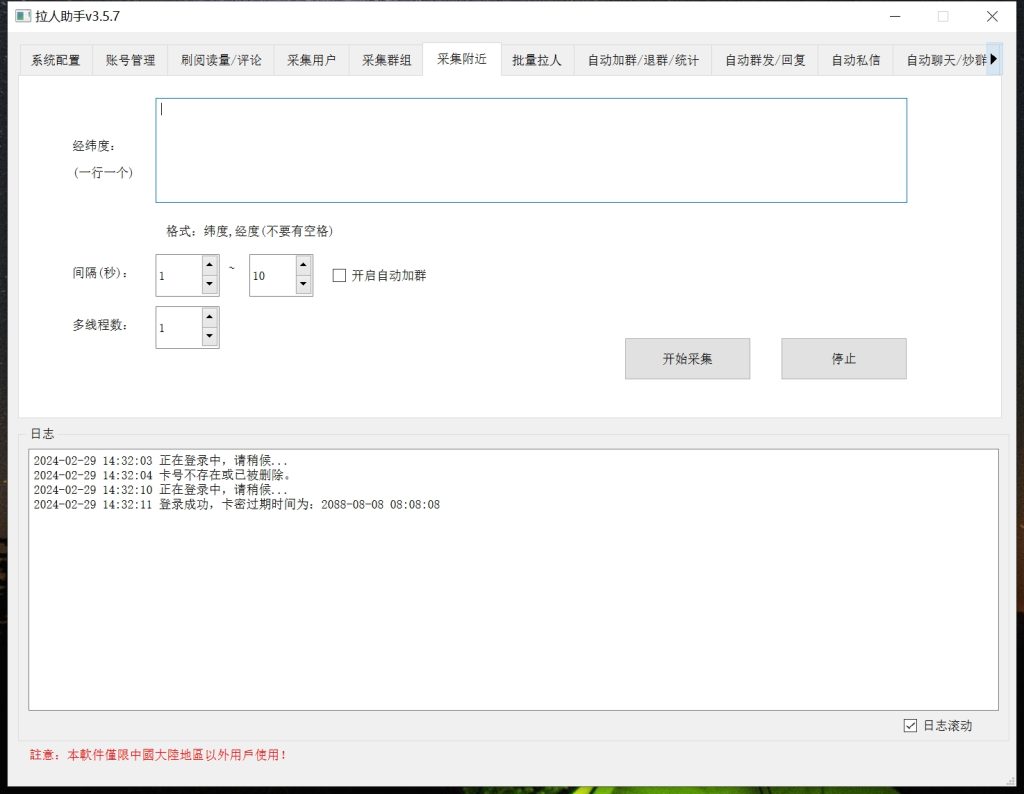 拉人助手v3.5.7
系统配置 账号管理 刷阅读量/评论 采集用户 采集群组 采集附近 批量拉人 自动加群/退群/统计 自动群发/回复 自动私信 自动聊天/炒群
经纬度:
(一行一个)
格式: 纬度,经度(不要有空格)
间隔(秒): 1 ~ 10 开启自动加群
多线程数: 1
开始采集 停止
日志
2024-02-29 14:32:03 正在登录中, 请稍候...
2024-02-29 14:32:04 卡号不存在或已被删除。
2024-02-29 14:32:10 正在登录中, 请稍候...
2024-02-29 14:32:11 登录成功, 卡密过期时间为: 2088-08-08 08:08:08
日志滚动
註意: 本軟件僅限中國大陸地區以外用戶使用!